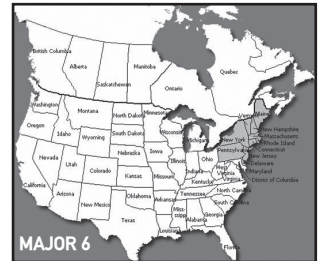 British Columbia
Alberta
Manitoba
Saskatchewan
Ontario
Quebec
Washington
Montana
North Dakota
Minnesota
Vermont
Maine
Oregon
Idaho
South Dakota
Wisconsin
Michigan
New York
New Hampshire
Massachusetts
Rhode Island
Connecticut
Wyoming
Nebraska
Iowa
Pennsylvania
New Jersey
Nevada
Utah
Colorado
Illinois
Indiana
Ohio
Delaware
Maryland
District of Columbia
California
Kansas
Missouri
Kentucky
West
Virginia
Virginia
Arizona
New Mexico
Oklahoma
Arkansas
Tennessee
North Carolina
South Carolina
Texas
Miss-
issippi
Alabama
Georgia
Louisiana
Florida
MAJOR 6